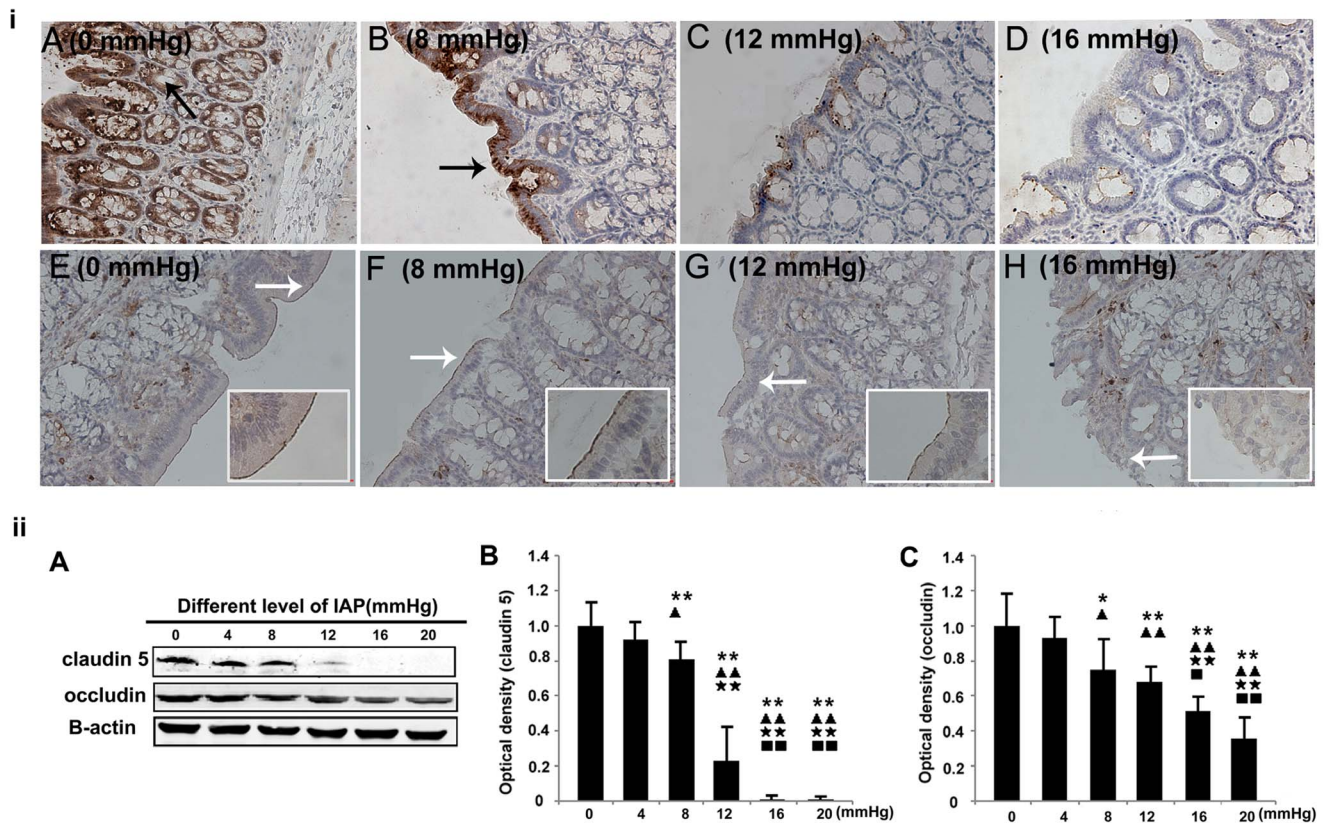 i
A (0 mmHg)
B (8 mmHg)
C (12 mmHg)
D (16 mmHg)
E (0 mmHg)
F (8 mmHg)
G (12 mmHg)
H (16 mmHg)
ii
A
Different level of IAP(mmHg)
0 4 8 12 16 20
claudin 5
occludin
B-actin
B
Optical density (claudin 5)
1.4
1.2
1.0
0.8
0.6
0.4
0.2
0
**
**
**
**
0 4 8 12 16 20 (mmHg)
C
Optical density (occludin)
1.4
1.2
1.0
0.8
0.6
0.4
0.2
0
*
**
**
**
0 4 8 12 16 20 (mmHg)